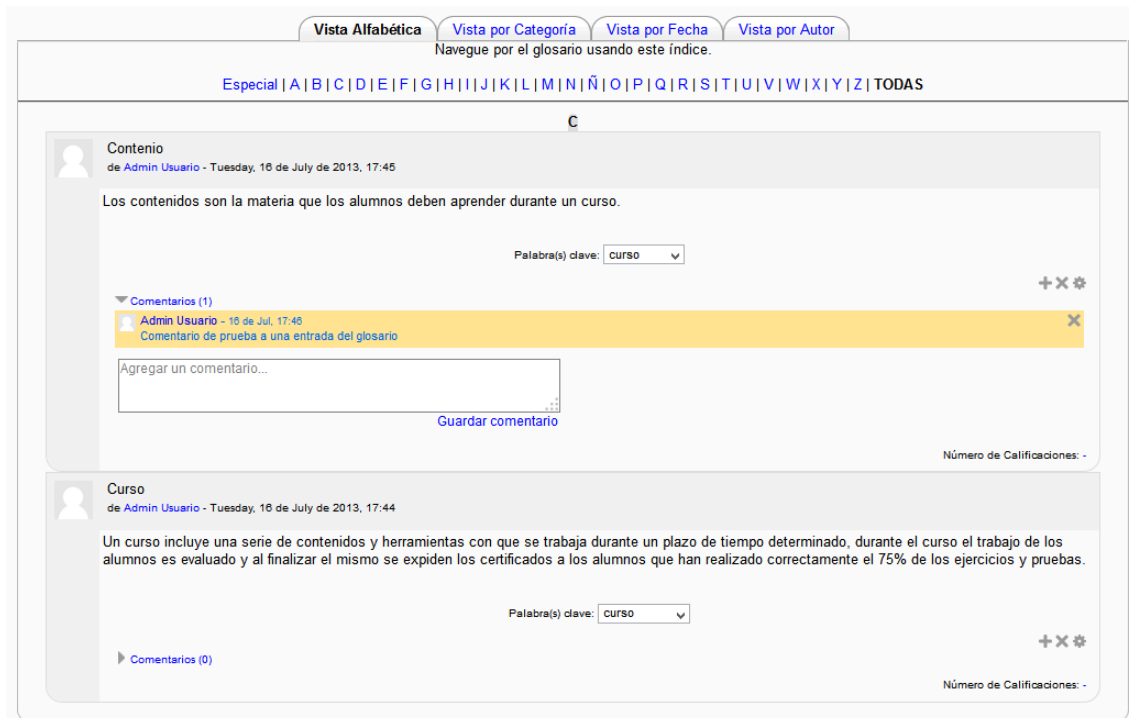 Vista Alfabética Vista por Categoría Vista por Fecha Vista por Autor
Navegue por el glosario usando este índice.
Especial | A | B | C | D | E | F | G | H | I | J | K | L | M | N | Ñ | O | P | Q | R | S | T | U | V | W | X | Y | Z | TODAS
C
Contenio
de Admin Usuario - Tuesday, 16 de July de 2013, 17:45
Los contenidos son la materia que los alumnos deben aprender durante un curso.
Palabra(s) clave: curso
Comentarios (1)
Admin Usuario - 16 de Jul, 17:46
Comentario de prueba a una entrada del glosario
Agregar un comentario...
Guardar comentario
Número de Calificaciones: -
Curso
de Admin Usuario - Tuesday, 16 de July de 2013, 17:44
Un curso incluye una serie de contenidos y herramientas con que se trabaja durante un plazo de tiempo determinado, durante el curso el trabajo de los
alumnos es evaluado y al finalizar el mismo se expiden los certificados a los alumnos que han realizado correctamente el 75% de los ejercicios y pruebas.
Palabra(s) clave: curso
Comentarios (0)
Número de Calificaciones: -